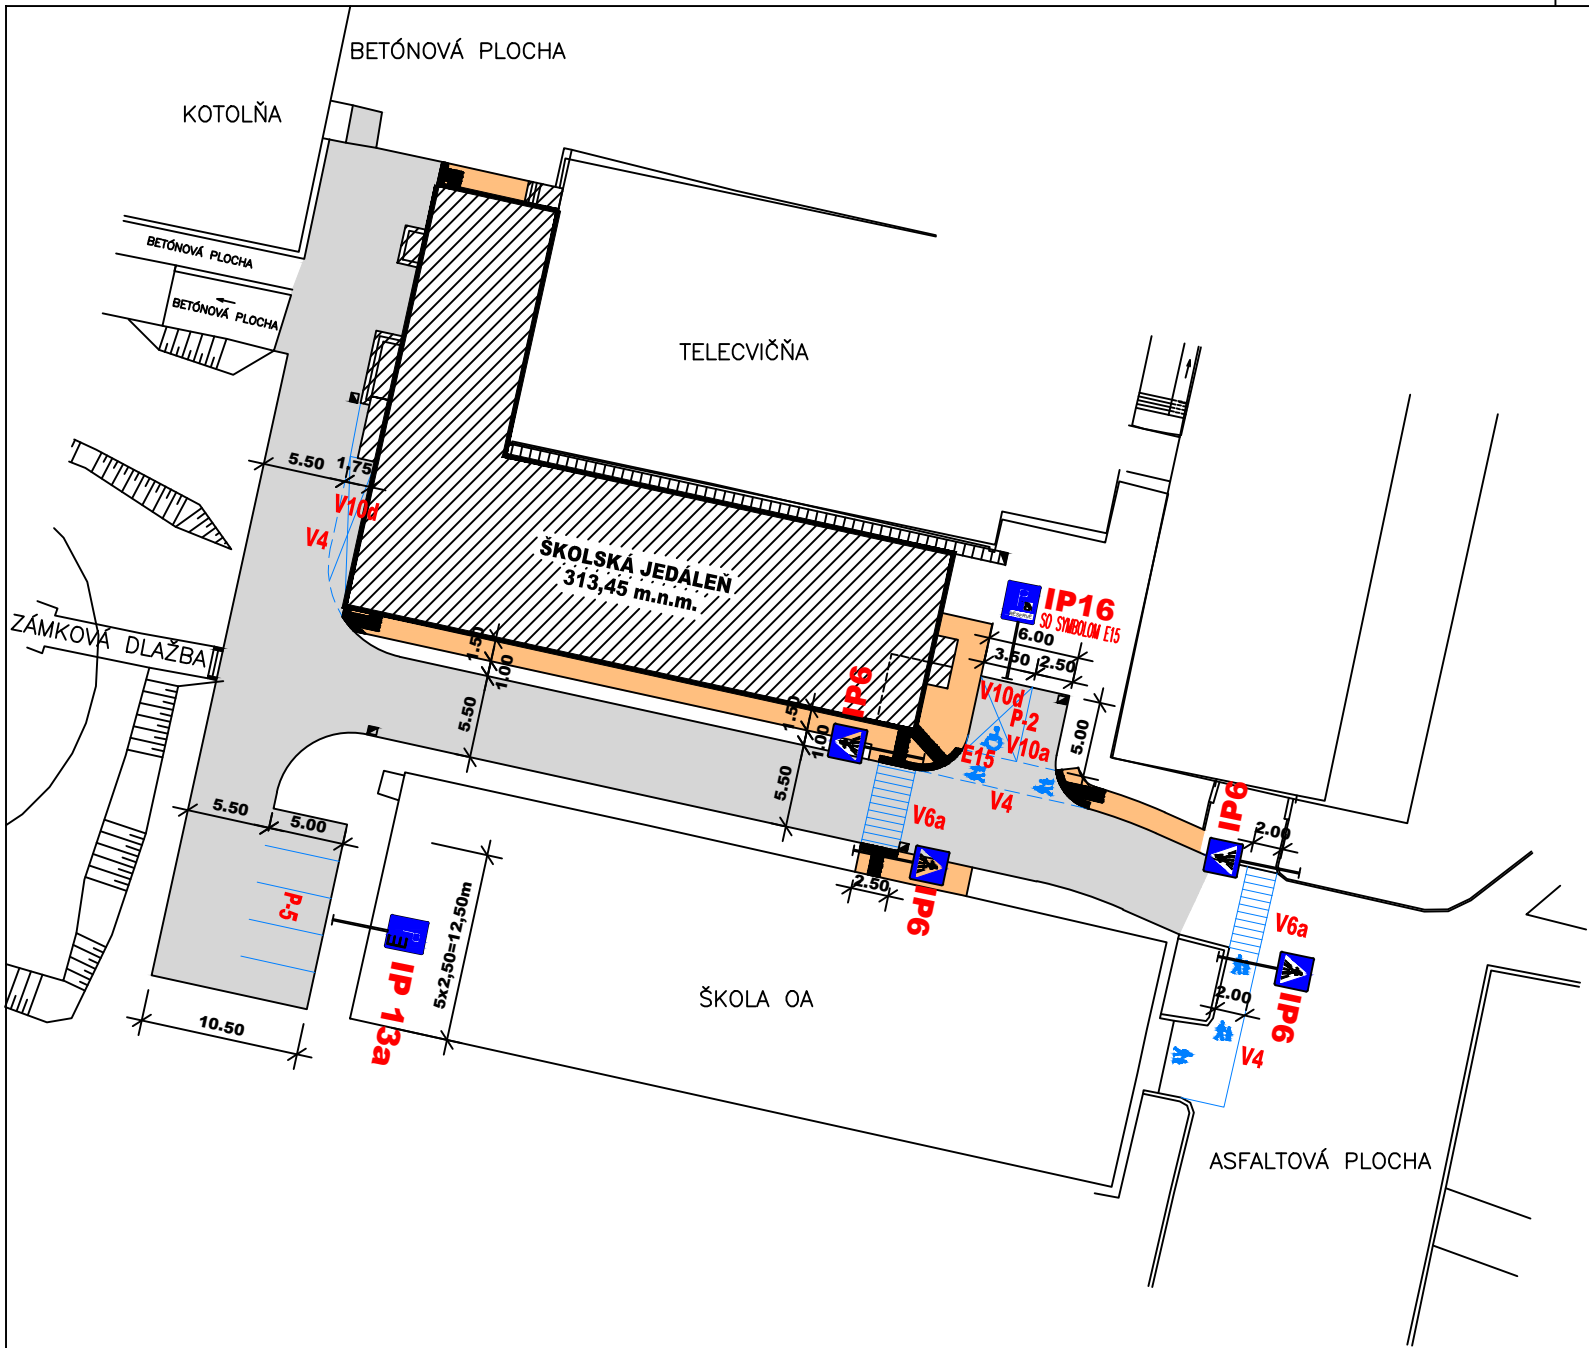 BETÓNOVÁ PLOCHA
KOTOLŇA
BETÓNOVÁ PLOCHA
BETÓNOVÁ PLOCHA
TELECVIČŇA
5.50
1.75
V10d
V4
ŠKOLSKÁ JEDÁLEŇ
313,45 m.n.m.
IP16
SO SYMBOLOM E15
6.00
3.50
2.50
ZÁMKOVÁ DLAŽBA
1.50
1.00
5.50
IP6
1.50
1.00
5.50
V10d
P-2
V10a
E15
5.00
V4
5.50
5.00
V6a
IP6
2.00
2.50
IP6
P-5
IP 13a
5x2,50=12,50m
10.50
ŠKOLA OA
V6a
2.00
IP6
V4
ASFALTOVÁ PLOCHA